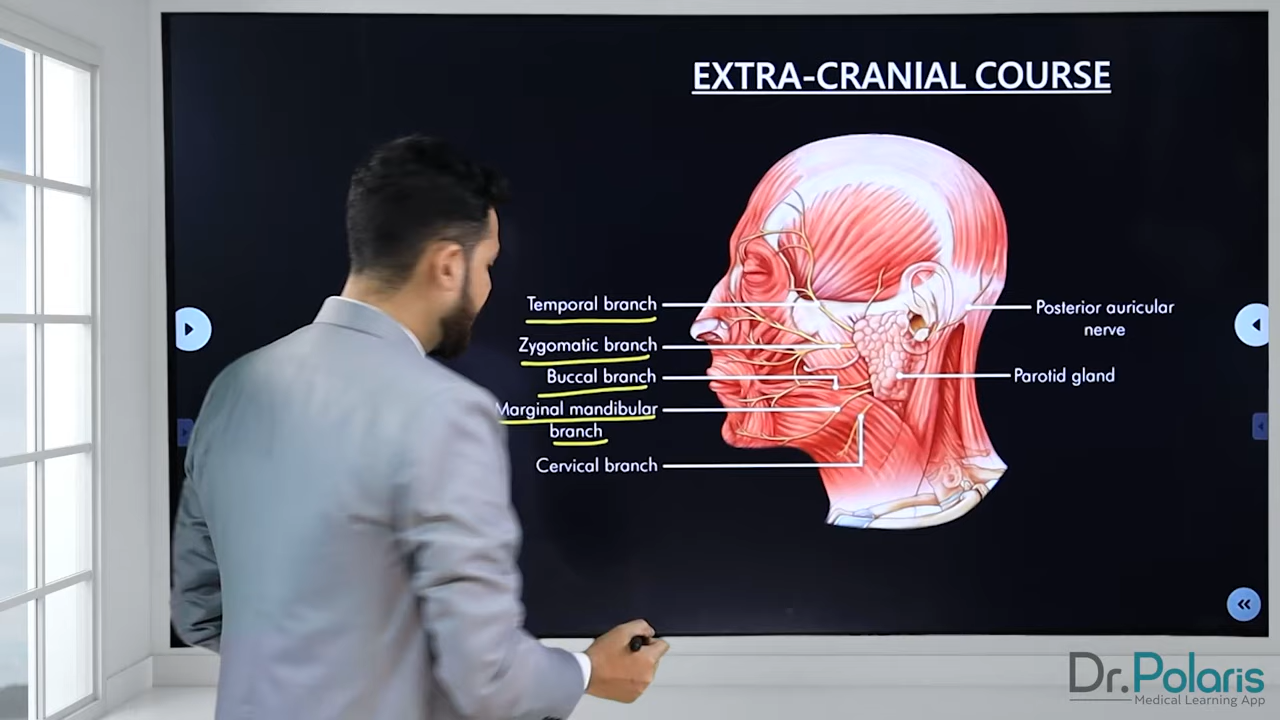 EXTRA-CRANIAL COURSE
Temporal branch
Zygomatic branch
Buccal branch
Marginal mandibular
branch
Cervical branch
Posterior auricular
nerve
Parotid gland
Dr.Polaris
Medical Learning App